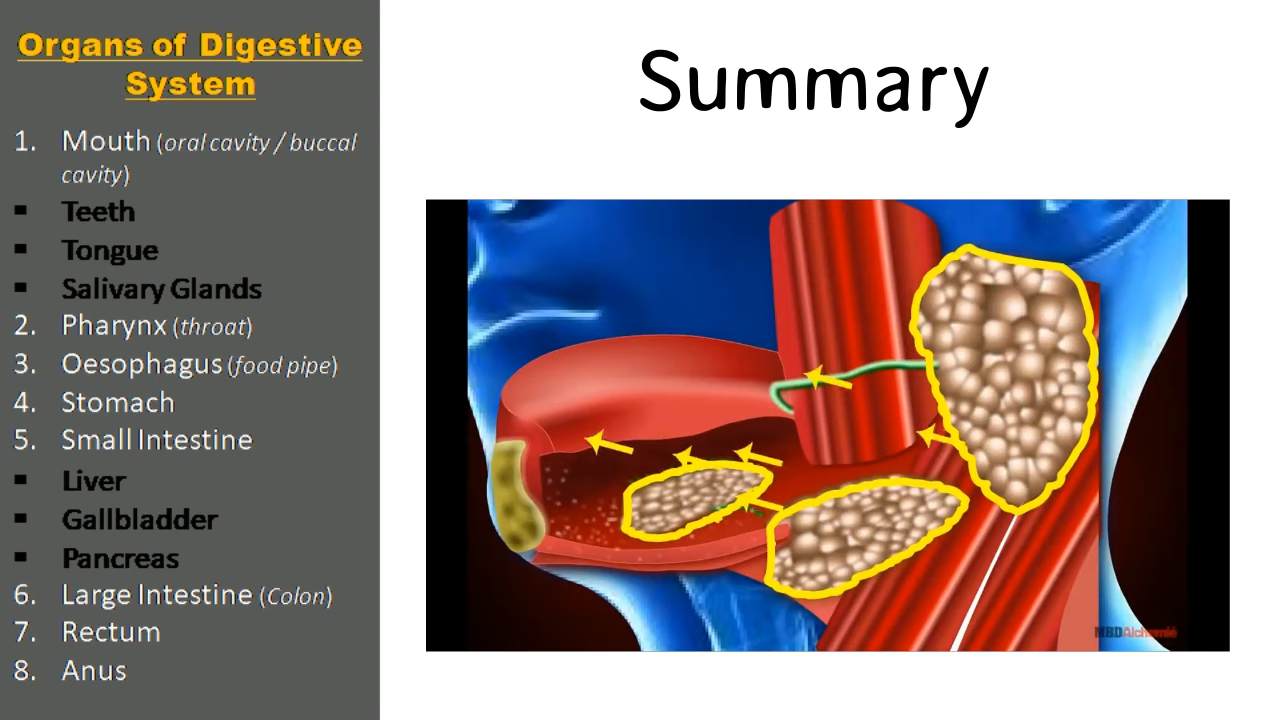 Organs of Digestive
System
1. Mouth (oral cavity / buccal
cavity)
▪ Teeth
▪ Tongue
▪ Salivary Glands
2. Pharynx (throat)
3. Oesophagus (food pipe)
4. Stomach
5. Small Intestine
▪ Liver
▪ Gallbladder
▪ Pancreas
6. Large Intestine (Colon)
7. Rectum
8. Anus
Summary
MBDAlchemie